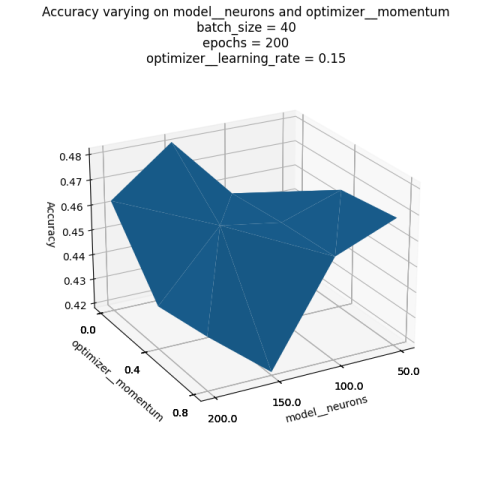 Accuracy varying on model__neurons and optimizer__momentum
batch_size = 40
epochs = 200
optimizer__learning_rate = 0.15
0.48
0.47
0.46
0.45
0.44
0.43
0.42
Accuracy
0.0
0.4
0.8
optimizer__momentum
200.0
150.0
100.0
50.0
model__neurons